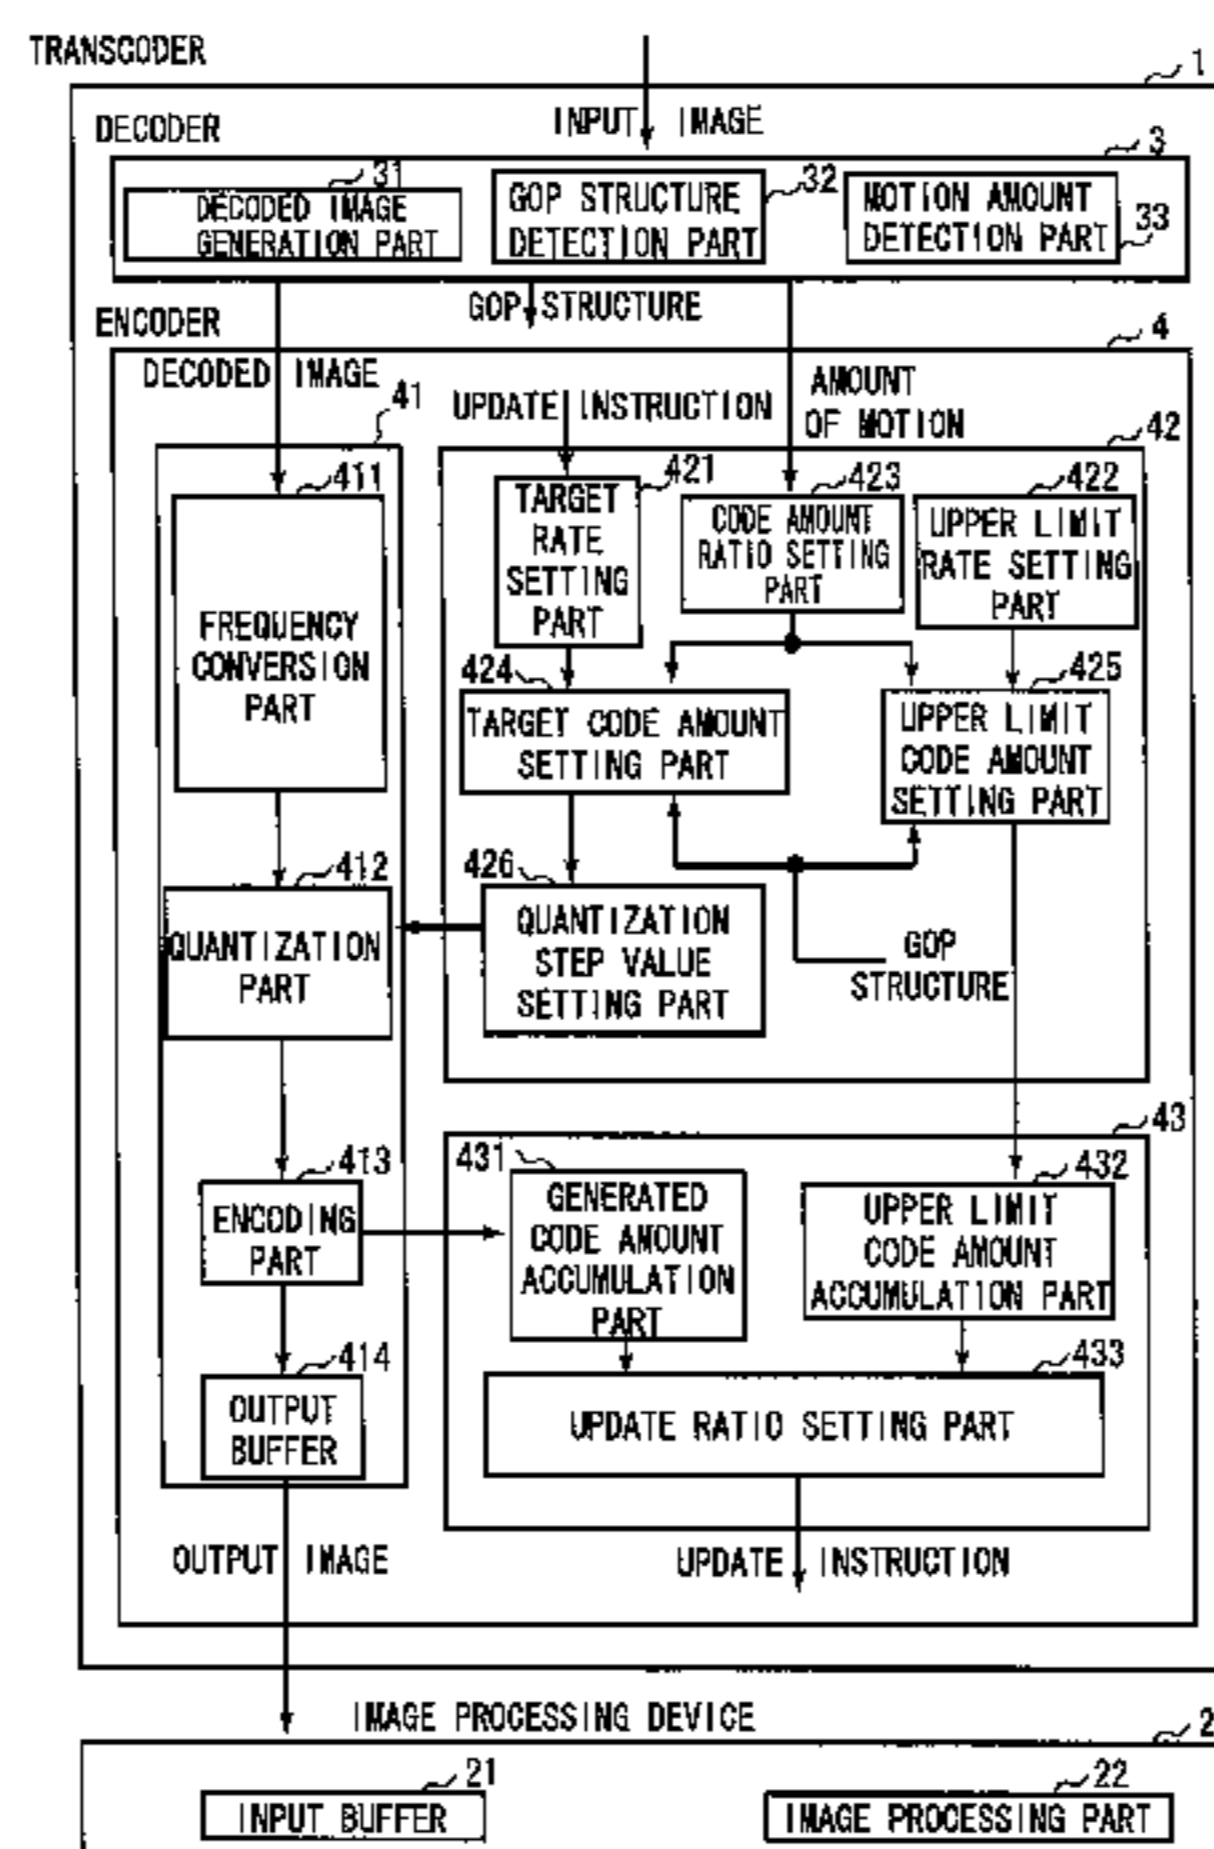 TRANSCODER
1
DECODER
INPUT IMAGE
3
31
DECODED IMAGE
GENERATION PART
32
GOP STRUCTURE
DETECTION PART
MOTION AMOUNT
DETECTION PART
33
GOP STRUCTURE
ENCODER
4
DECODED IMAGE
41
UPDATE INSTRUCTION
AMOUNT
OF MOTION
42
411
FREQUENCY
CONVERSION
PART
421
TARGET
RATE
SETTING
PART
423
CODE AMOUNT
RATIO SETTING
PART
422
UPPER LIMIT
RATE SETTING
PART
424
TARGET CODE AMOUNT
SETTING PART
425
UPPER LIMIT
CODE AMOUNT
SETTING PART
412
QUANTIZATION
PART
426
QUANTIZATION
STEP VALUE
SETTING PART
GOP
STRUCTURE
43
413
ENCODING
PART
431
GENERATED
CODE AMOUNT
ACCUMULATION
PART
432
UPPER LIMIT
CODE AMOUNT
ACCUMULATION PART
414
OUTPUT
BUFFER
433
UPDATE RATIO SETTING PART
OUTPUT IMAGE
UPDATE INSTRUCTION
IMAGE PROCESSING DEVICE
2
21
INPUT BUFFER
22
IMAGE PROCESSING PART